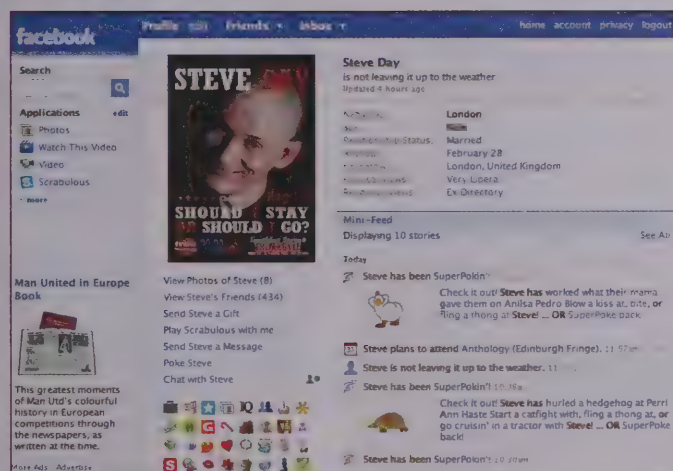 facebook
Profile edit Friends Inbox
home account privacy logout
Search
Applications edit
Photos
Watch This Video
Video
Scrabulous
more
Man United in Europe
Book
This greatest moments
of Man Utd's colourful
history in European
competitions through
the newspapers, as
written at the time.
More Ads Advertise
STEVE DAY
SHOULD I STAY
OR SHOULD I GO?
View Photos of Steve (8)
View Steve's Friends (434)
Send Steve a Gift
Play Scrabulous with me
Send Steve a Message
Poke Steve
Chat with Steve
Steve Day
is not leaving it up to the weather
Updated 4 hours ago
London
Relationship Status: Married
February 28
London, United Kingdom
Very Liberal
Ex-Directory
Mini-Feed
Displaying 10 stories See All
Today
Steve has been SuperPokin'!
Check it out! Steve has worked what their mama
gave them on Anilsa Pedro Blow a kiss at, bite, or
fling a thong at Steve! ... OR SuperPoke back
Steve plans to attend Anthology (Edinburgh Fringe).
Steve is not leaving it up to the weather.
Steve has been SuperPokin'!
Check it out! Steve has hurled a hedgehog at Perri
Ann Haste Start a catfight with, fling a thong at, or
go cruisin' in a tractor with Steve! ... OR SuperPoke
back!
Steve has been SuperPokin'!